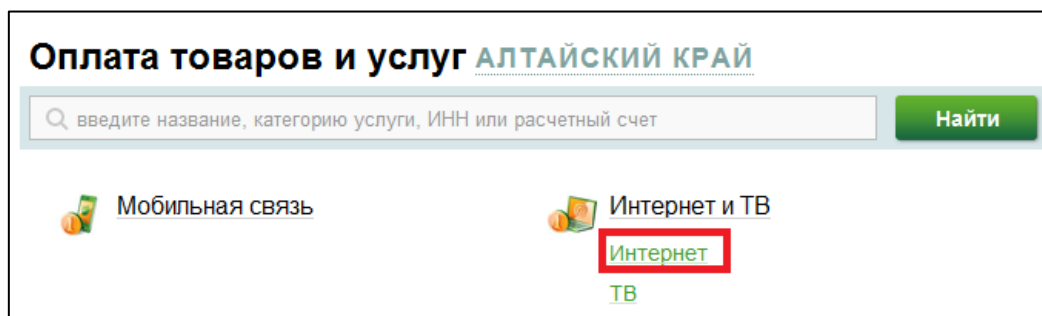 Оплата товаров и услуг АЛТАЙСКИЙ КРАЙ
введите название, категорию услуги, ИНН или расчетный счет
Найти
Мобильная связь
Интернет и ТВ
Интернет
ТВ